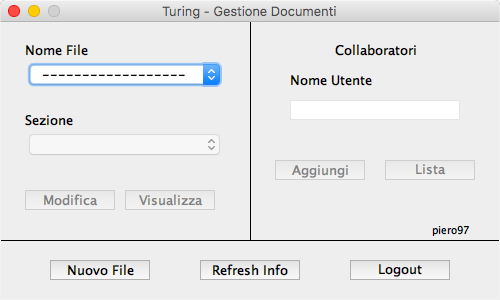 Turing - Gestione Documenti
Nome File
------------------
Sezione
Modifica Visualizza
Collaboratori
Nome Utente
Aggiungi Lista
piero97
Nuovo File Refresh Info Logout